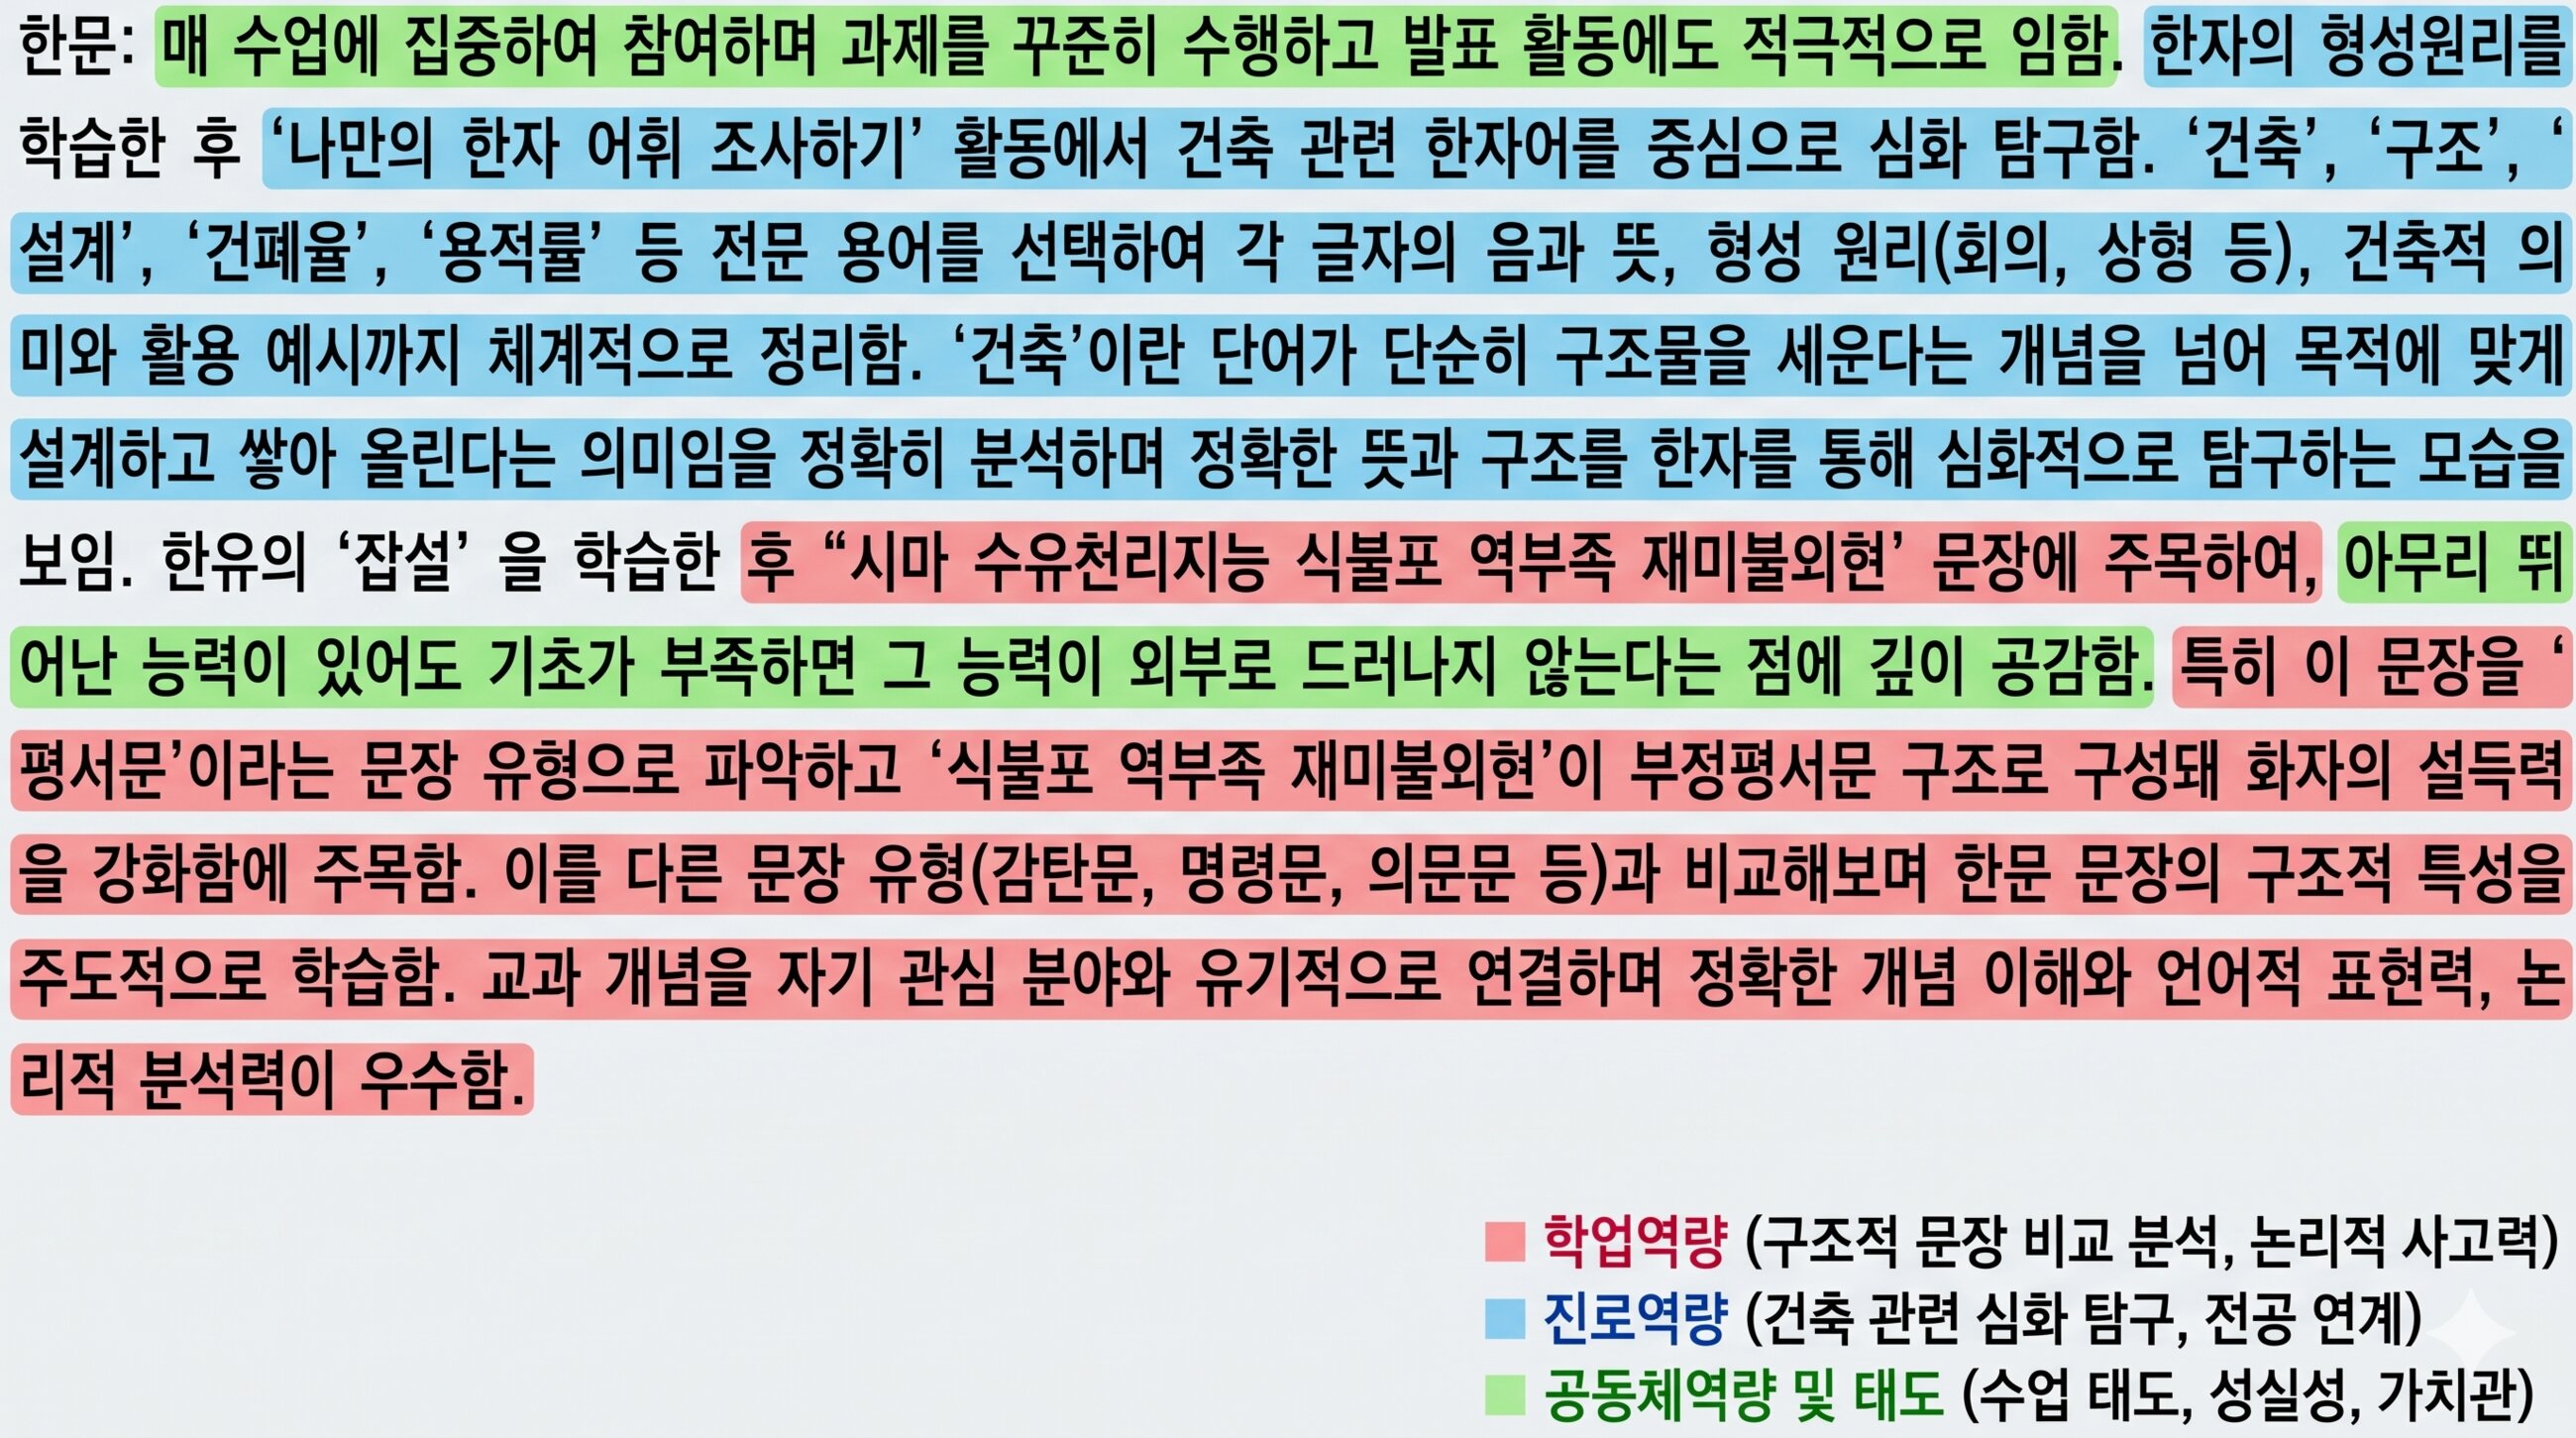 한문: 매 수업에 집중하여 참여하며 과제를 꾸준히 수행하고 발표 활동에도 적극적으로 임함. 한자의 형성원리를
학습한 후 ‘나만의 한자 어휘 조사하기’ 활동에서 건축 관련 한자어를 중심으로 심화 탐구함. ‘건축’, ‘구조’, ‘
설계’, ‘건폐율’, ‘용적률’ 등 전문 용어를 선택하여 각 글자의 음과 뜻, 형성 원리(회의, 상형 등), 건축적 의
미와 활용 예시까지 체계적으로 정리함. ‘건축’이란 단어가 단순히 구조물을 세운다는 개념을 넘어 목적에 맞게
설계하고 쌓아 올린다는 의미임을 정확히 분석하며 정확한 뜻과 구조를 한자를 통해 심화적으로 탐구하는 모습을
보임. 한유의 ‘잡설’ 을 학습한 후 “시마 수유천리지능 식불포 역부족 재미불외현’ 문장에 주목하여, 아무리 뛰
어난 능력이 있어도 기초가 부족하면 그 능력이 외부로 드러나지 않는다는 점에 깊이 공감함. 특히 이 문장을 ‘
평서문’이라는 문장 유형으로 파악하고 ‘식불포 역부족 재미불외현’이 부정평서문 구조로 구성돼 화자의 설득력
을 강화함에 주목함. 이를 다른 문장 유형(감탄문, 명령문, 의문문 등)과 비교해보며 한문 문장의 구조적 특성을
주도적으로 학습함. 교과 개념을 자기 관심 분야와 유기적으로 연결하며 정확한 개념 이해와 언어적 표현력, 논
리적 분석력이 우수함.
학업역량 (구조적 문장 비교 분석, 논리적 사고력)
진로역량 (건축 관련 심화 탐구, 전공 연계)
공동체역량 및 태도 (수업 태도, 성실성, 가치관)